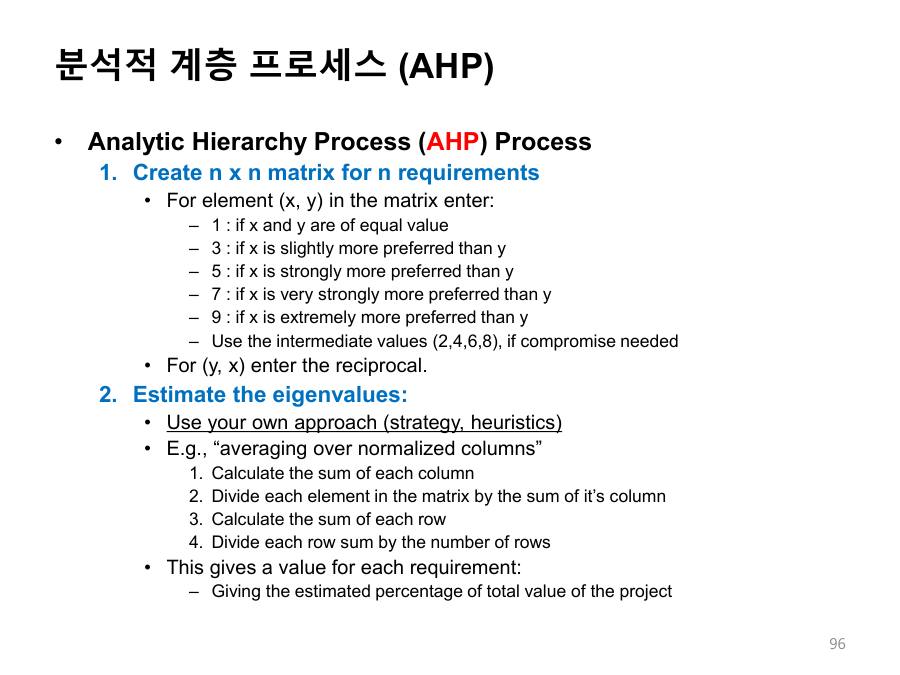 분석적 계층 프로세스 (AHP)
• Analytic Hierarchy Process (AHP) Process
1. Create n x n matrix for n requirements
• For element (x, y) in the matrix enter:
– 1 : if x and y are of equal value
– 3 : if x is slightly more preferred than y
– 5 : if x is strongly more preferred than y
– 7 : if x is very strongly more preferred than y
– 9 : if x is extremely more preferred than y
– Use the intermediate values (2,4,6,8), if compromise needed
• For (y, x) enter the reciprocal.
2. Estimate the eigenvalues:
• Use your own approach (strategy, heuristics)
• E.g., “averaging over normalized columns”
1. Calculate the sum of each column
2. Divide each element in the matrix by the sum of it’s column
3. Calculate the sum of each row
4. Divide each row sum by the number of rows
• This gives a value for each requirement:
– Giving the estimated percentage of total value of the project
96